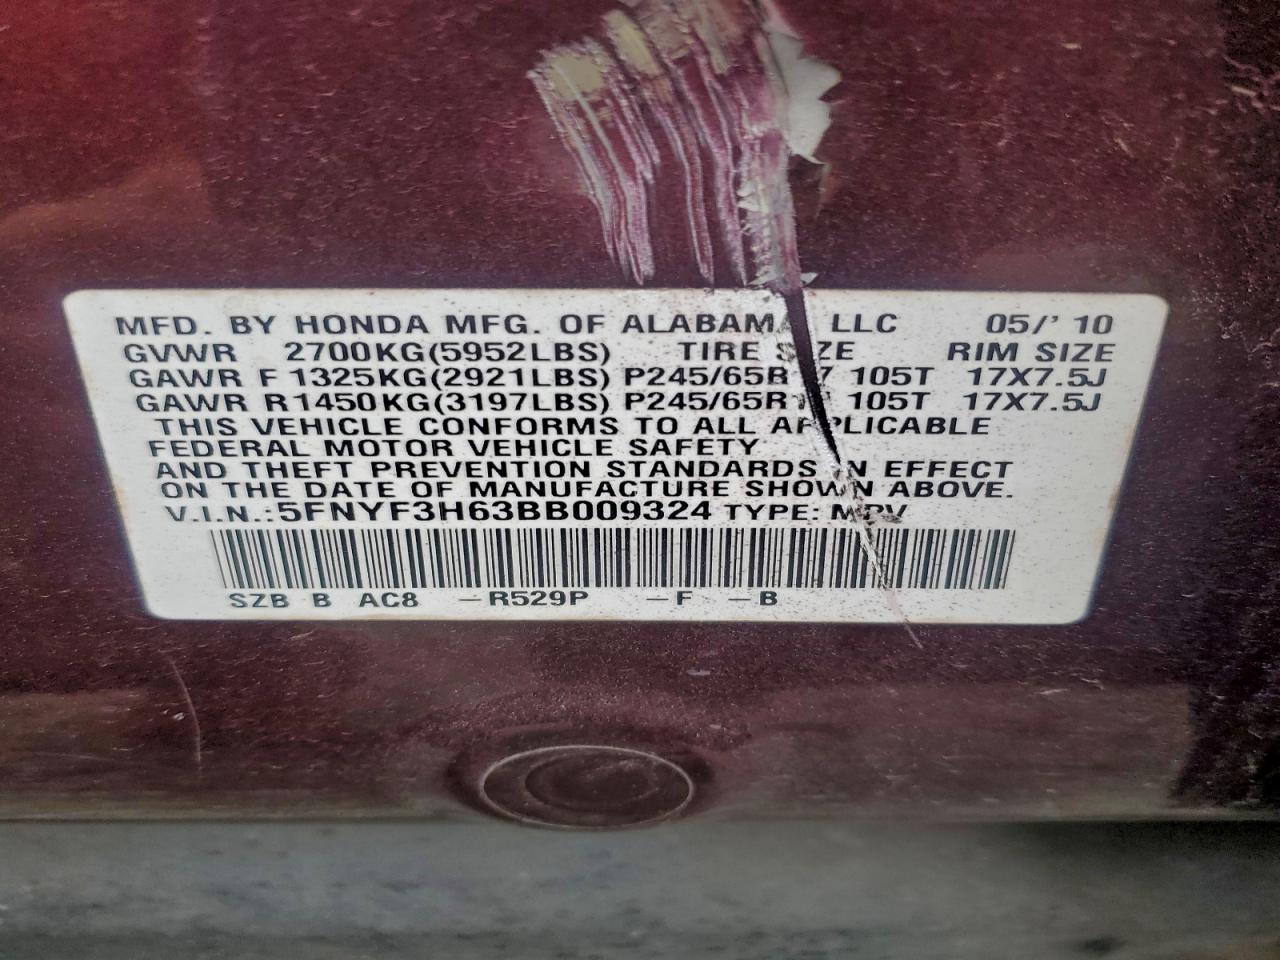 MFD. BY HONDA MFG. OF ALABAMA LLC 05/' 10
GVWR 2700KG(5952LBS) TIRE SIZE RIM SIZE
GAWR F 1325KG(2921LBS) P245/65R17 105T 17X7.5J
GAWR R 1450KG(3197LBS) P245/65R17 105T 17X7.5J
THIS VEHICLE CONFORMS TO ALL APPLICABLE
FEDERAL MOTOR VEHICLE SAFETY
AND THEFT PREVENTION STANDARDS IN EFFECT
ON THE DATE OF MANUFACTURE SHOWN ABOVE.
V.I.N.:5FNYF3H63BB009324 TYPE: MPV
SZB B AC8 -R529P -F -B